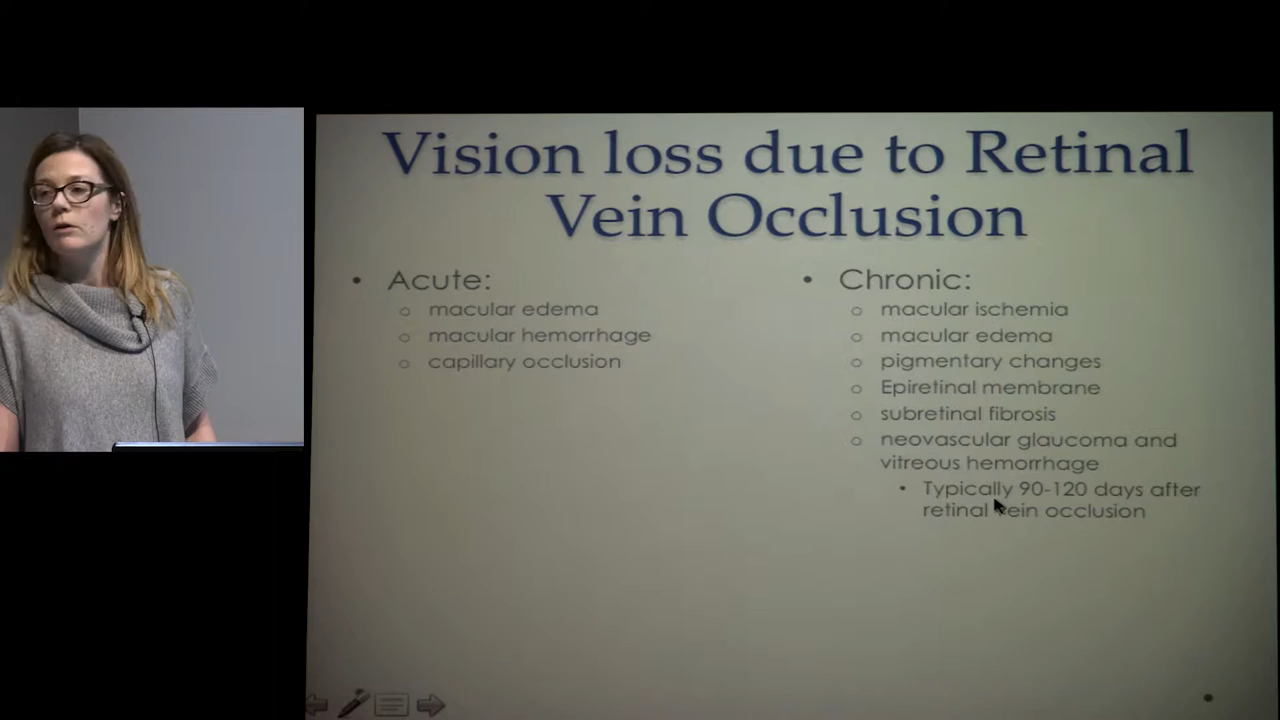 Vision loss due to Retinal
Vein Occlusion
• Acute:
o macular edema
o macular hemorrhage
o capillary occlusion
• Chronic:
o macular ischemia
o macular edema
o pigmentary changes
o Epiretinal membrane
o subretinal fibrosis
o neovascular glaucoma and
vitreous hemorrhage
• Typically 90-120 days after
retinal vein occlusion